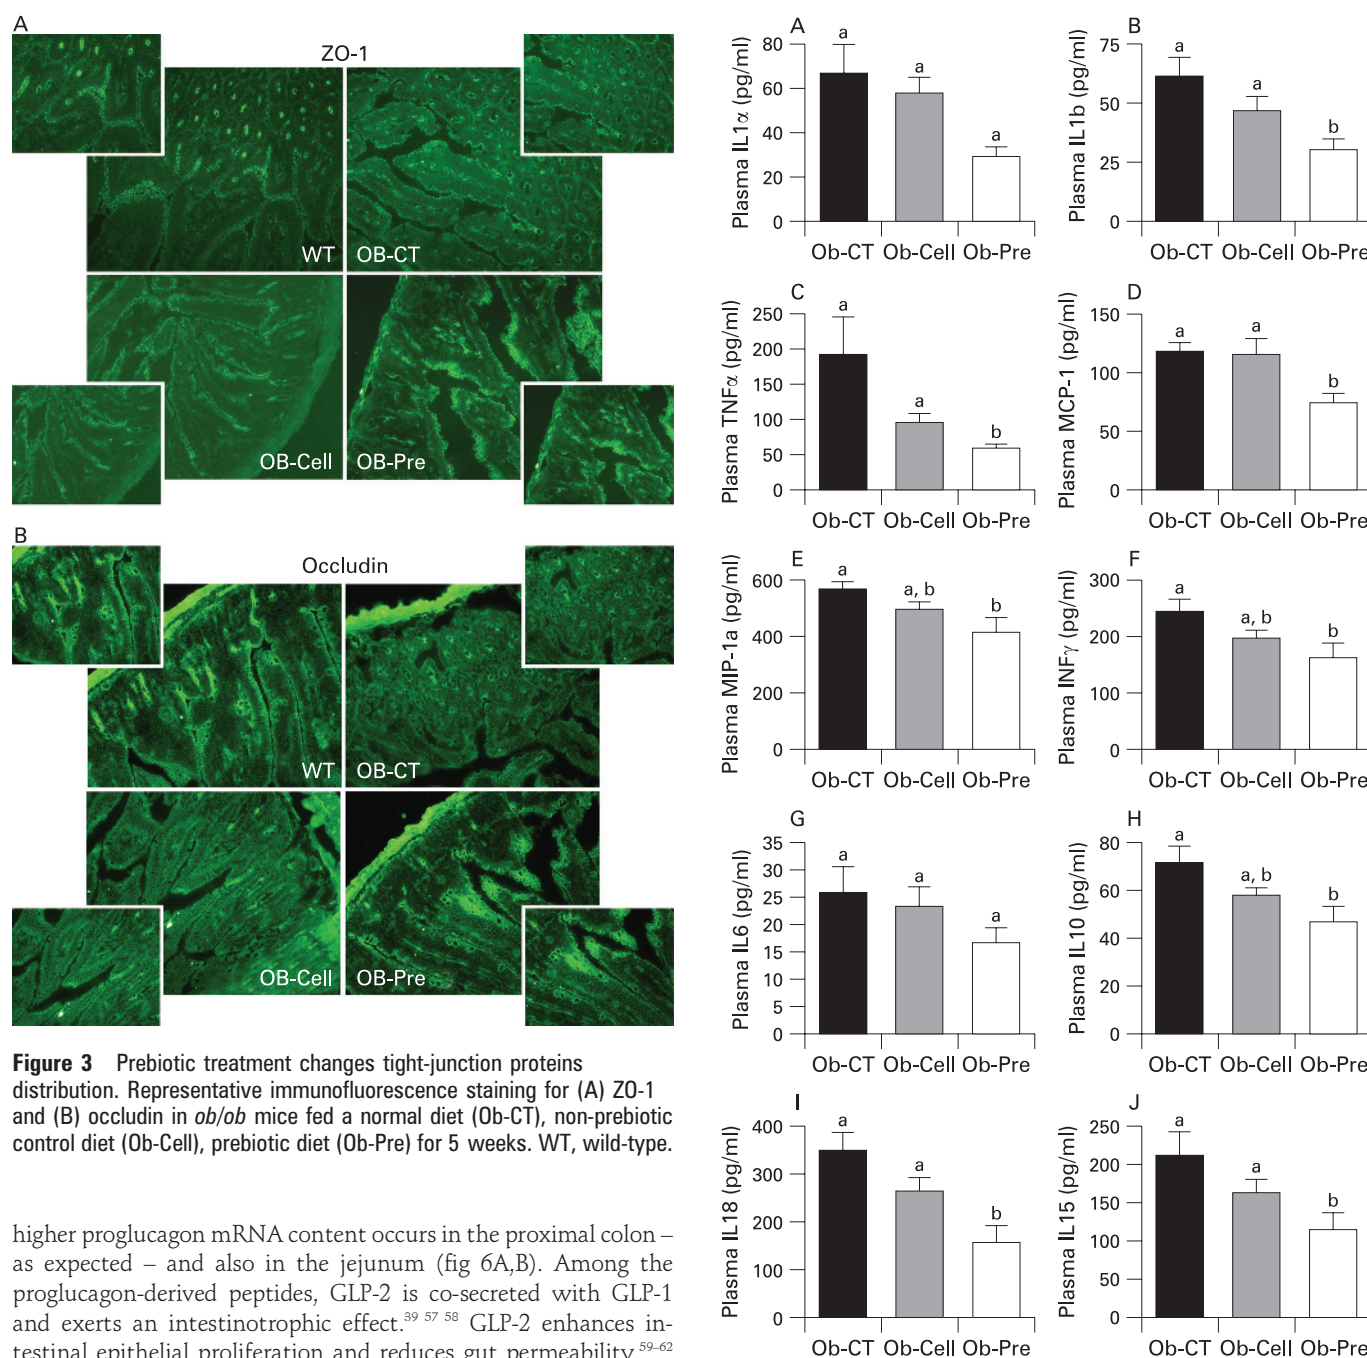 A
ZO-1
WT
OB-CT
OB-Cell
OB-Pre
B
Occludin
WT
OB-CT
OB-Cell
OB-Pre
Figure 3 Prebiotic treatment changes tight-junction proteins
distribution. Representative immunofluorescence staining for (A) ZO-1
and (B) occludin in ob/ob mice fed a normal diet (Ob-CT), non-prebiotic
control diet (Ob-Cell), prebiotic diet (Ob-Pre) for 5 weeks. WT, wild-type.
higher proglucagon mRNA content occurs in the proximal colon –
as expected – and also in the jejunum (fig 6A,B). Among the
proglucagon-derived peptides, GLP-2 is co-secreted with GLP-1
and exerts an intestinotrophic effect.39 57 58 GLP-2 enhances in-
testinal epithelial proliferation and reduces gut permeability.59–62
A
Plasma IL1α (pg/ml)
80
60
40
20
0
a
a
a
Ob-CT Ob-Cell Ob-Pre
B
Plasma IL1b (pg/ml)
75
50
25
0
a
a
b
Ob-CT Ob-Cell Ob-Pre
C
Plasma TNFα (pg/ml)
250
200
150
100
50
0
a
a
b
Ob-CT Ob-Cell Ob-Pre
D
Plasma MCP-1 (pg/ml)
150
100
50
0
a
a
b
Ob-CT Ob-Cell Ob-Pre
E
Plasma MIP-1a (pg/ml)
600
400
200
0
a
a, b
b
Ob-CT Ob-Cell Ob-Pre
F
Plasma INFγ (pg/ml)
300
200
100
0
a
a, b
b
Ob-CT Ob-Cell Ob-Pre
G
Plasma IL6 (pg/ml)
35
30
25
20
15
10
5
0
a
a
a
Ob-CT Ob-Cell Ob-Pre
H
Plasma IL10 (pg/ml)
80
60
40
20
0
a
a, b
b
Ob-CT Ob-Cell Ob-Pre
I
Plasma IL18 (pg/ml)
400
300
200
100
0
a
a
b
Ob-CT Ob-Cell Ob-Pre
J
Plasma IL15 (pg/ml)
250
200
150
100
50
0
a
a
b
Ob-CT Ob-Cell Ob-Pre